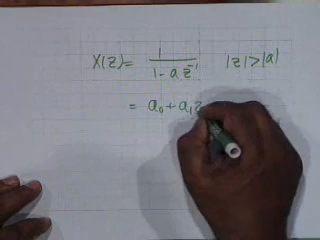 X(z) = 1 / (1 - a z⁻¹) |z| > |a|
= a₀ + a₁z